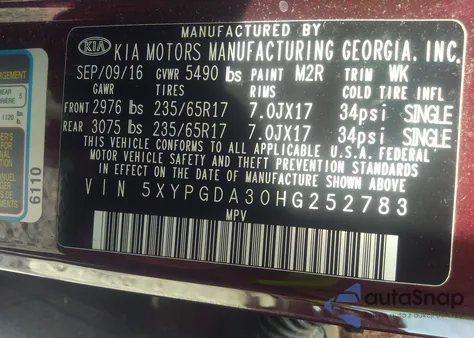 MANUFACTURED BY
KIA KIA MOTORS MANUFACTURING GEORGIA, INC.
SEP/09/16 GVWR 5490 lbs PAINT M2R TRIM WK
GAWR TIRES RIMS COLD TIRE INFL
FRONT 2976 lbs 235/65R17 7.0JX17 34psi SINGLE
REAR 3075 lbs 235/65R17 7.0JX17 34psi SINGLE
THIS VEHICLE CONFORMS TO ALL APPLICABLE U.S.A. FEDERAL
MOTOR VEHICLE SAFETY AND THEFT PREVENTION STANDARDS
IN EFFECT ON THE DATE OF MANUFACTURE SHOWN ABOVE.
VIN 5XYPGDA30HG252783
MPV
6110
autoSnap